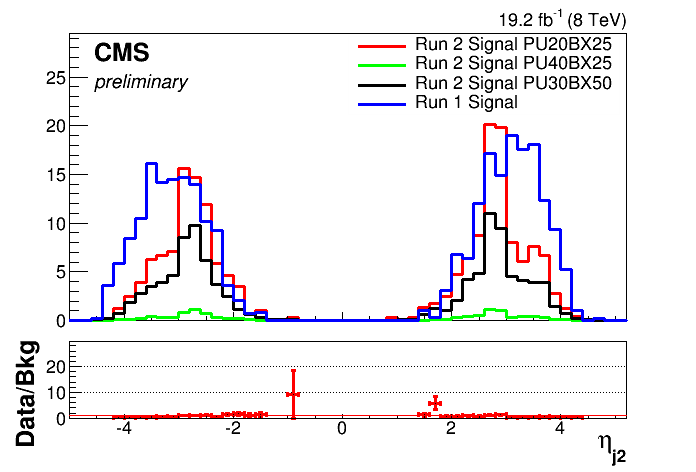 19.2 fb-1 (8 TeV)
CMS
preliminary
Run 2 Signal PU20BX25
Run 2 Signal PU40BX25
Run 2 Signal PU30BX50
Run 1 Signal
25
20
15
10
5
0
Data/Bkg
20
10
0
-4 -2 0 2 4
ηj2